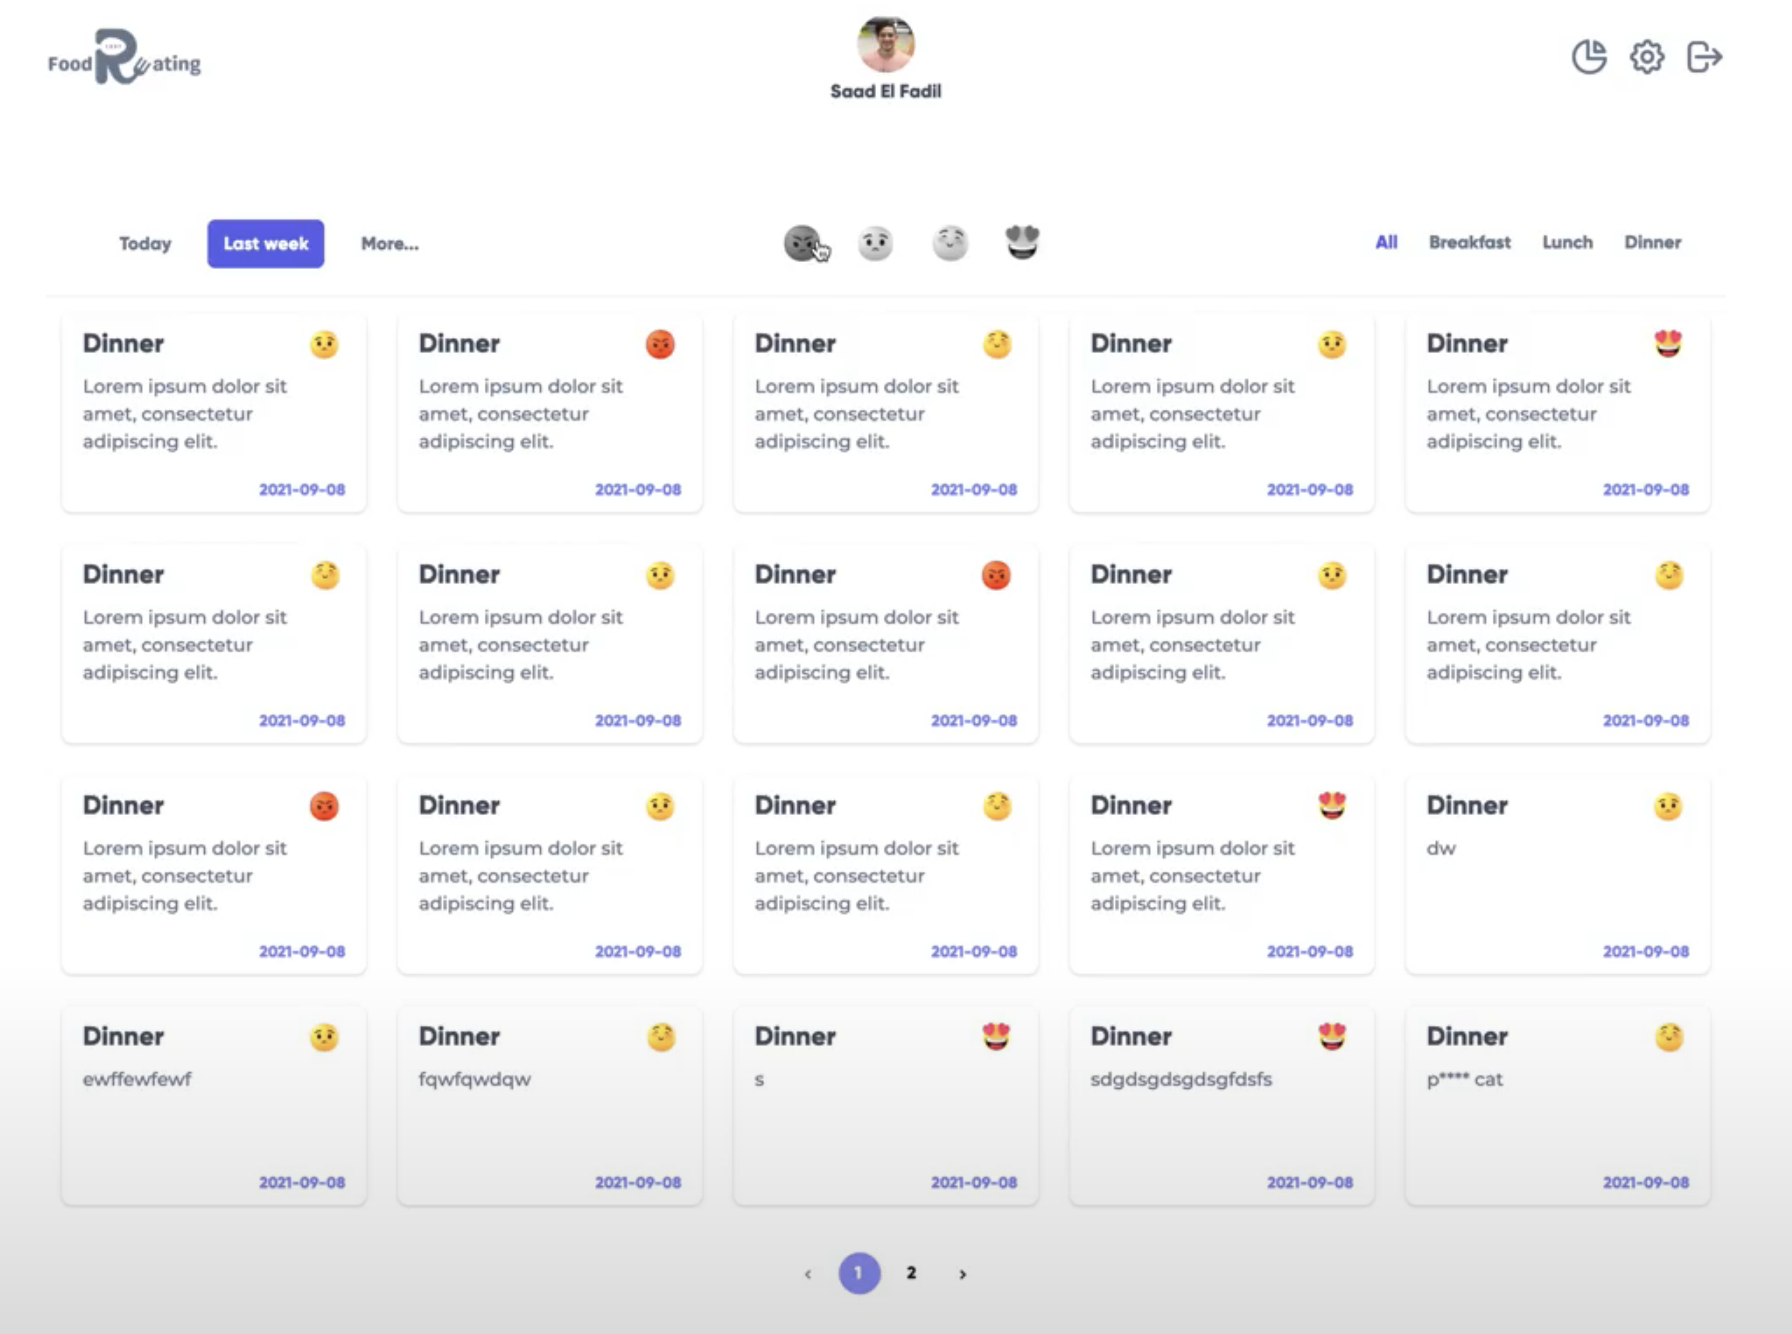 Food Rating
Saad El Fadil
Today
Last week
More...
All
Breakfast
Lunch
Dinner
Dinner
Lorem ipsum dolor sit
amet, consectetur
adipiscing elit.
2021-09-08
Dinner
Lorem ipsum dolor sit
amet, consectetur
adipiscing elit.
2021-09-08
Dinner
Lorem ipsum dolor sit
amet, consectetur
adipiscing elit.
2021-09-08
Dinner
Lorem ipsum dolor sit
amet, consectetur
adipiscing elit.
2021-09-08
Dinner
Lorem ipsum dolor sit
amet, consectetur
adipiscing elit.
2021-09-08
Dinner
Lorem ipsum dolor sit
amet, consectetur
adipiscing elit.
2021-09-08
Dinner
Lorem ipsum dolor sit
amet, consectetur
adipiscing elit.
2021-09-08
Dinner
Lorem ipsum dolor sit
amet, consectetur
adipiscing elit.
2021-09-08
Dinner
Lorem ipsum dolor sit
amet, consectetur
adipiscing elit.
2021-09-08
Dinner
Lorem ipsum dolor sit
amet, consectetur
adipiscing elit.
2021-09-08
Dinner
Lorem ipsum dolor sit
amet, consectetur
adipiscing elit.
2021-09-08
Dinner
Lorem ipsum dolor sit
amet, consectetur
adipiscing elit.
2021-09-08
Dinner
Lorem ipsum dolor sit
amet, consectetur
adipiscing elit.
2021-09-08
Dinner
Lorem ipsum dolor sit
amet, consectetur
adipiscing elit.
2021-09-08
Dinner
dw
2021-09-08
Dinner
ewffewfewf
2021-09-08
Dinner
fqwfqwdqw
2021-09-08
Dinner
s
2021-09-08
Dinner
sdgdsgdsgdsgfdsfs
2021-09-08
Dinner
p**** cat
2021-09-08
‹ 1 2 ›